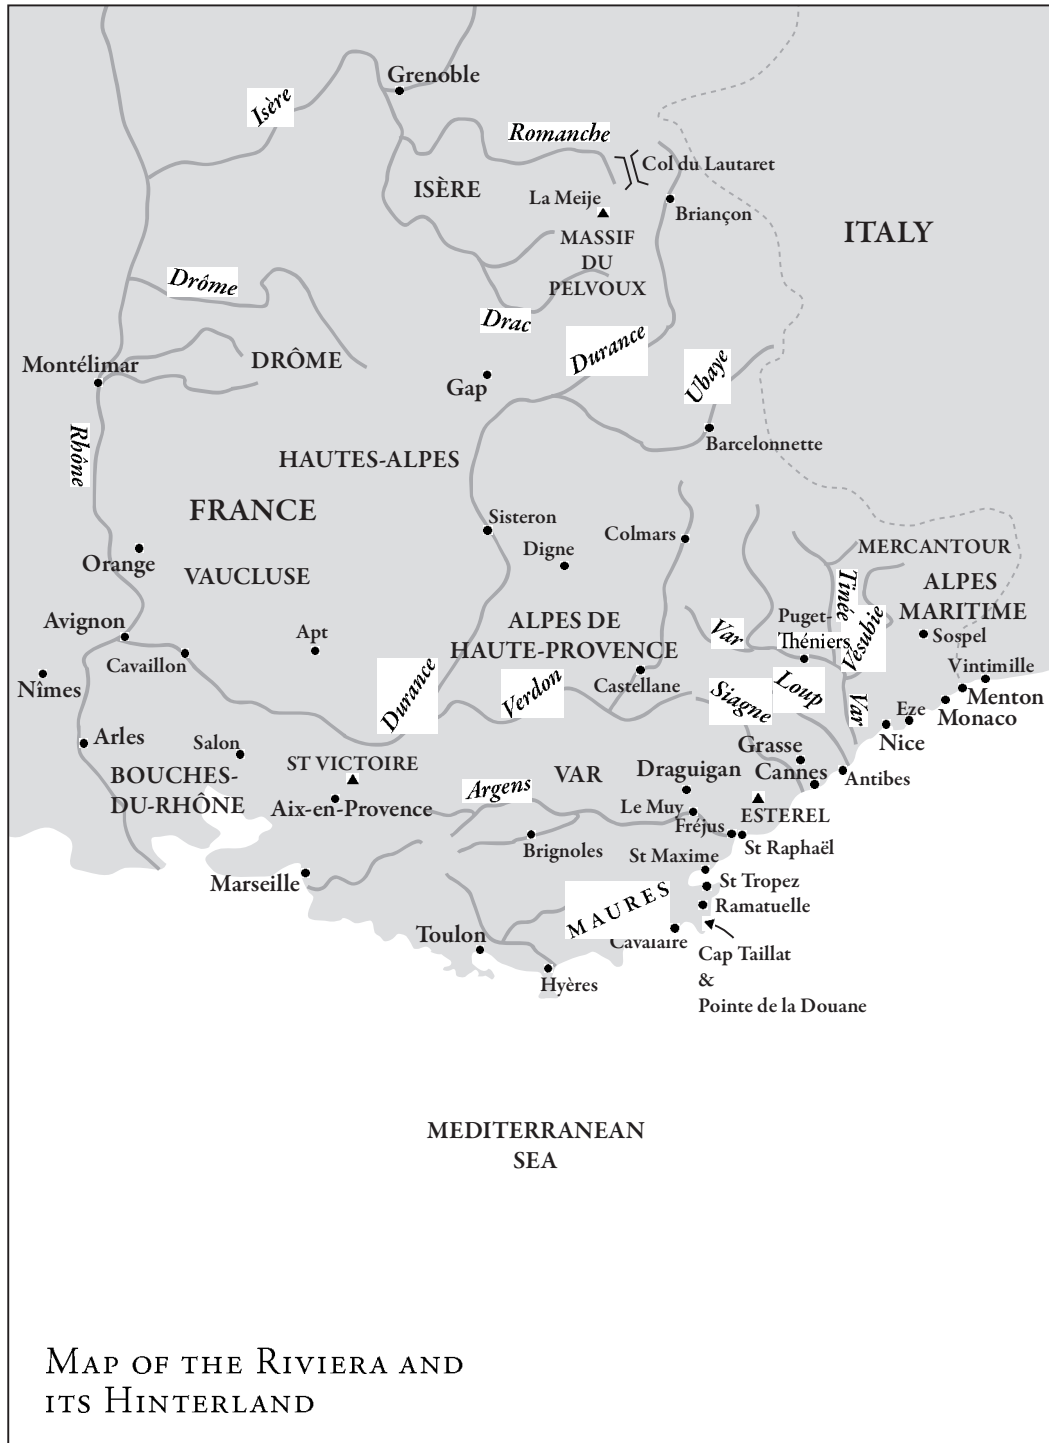 Grenoble
Isère
Romanche
Col du Lautaret
ISÈRE
La Meije
Briançon
ITALY
MASSIF
DU
PELVOUX
Drôme
Drac
Durance
Montélimar
DRÔME
Gap
Ubaye
Barcelonnette
Rhône
HAUTES-ALPES
FRANCE
Sisteron
Colmars
Digne
MERCANTOUR
Orange
VAUCLUSE
Tinée
ALPES
MARITIME
Avignon
Apt
ALPES DE
HAUTE-PROVENCE
Var
Puget-
Théniers
Vésubie
Sospel
Cavaillon
Vintimille
Nîmes
Durance
Verdon
Castellane
Siagne
Loup
Var
Menton
Monaco
Eze
Nice
Arles
Salon
ST VICTOIRE
Grasse
BOUCHES-
DU-RHÔNE
VAR
Draguigan
Cannes
Antibes
Argens
Aix-en-Provence
Le Muy
ESTEREL
Fréjus
Brignoles
St Raphaël
St Maxime
Marseille
St Tropez
MAURES
Ramatuelle
Toulon
Cavalaire
Cap Taillat
&
Pointe de la Douane
Hyères
MEDITERRANEAN
SEA
MAP OF THE RIVIERA AND
ITS HINTERLAND